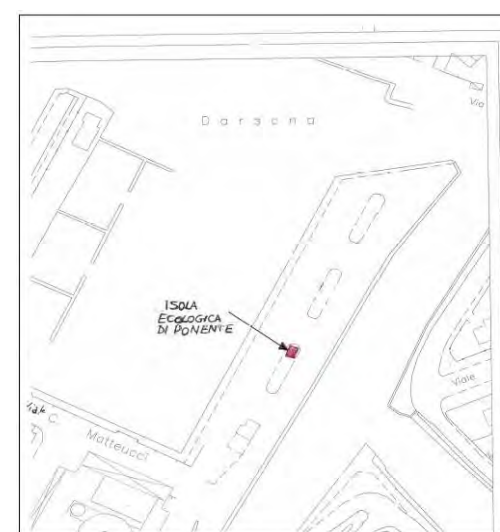 Darsena
Via
ISOLA
ECOLOGICA
DI PONENTE
Viale
Viale C. Matteucci